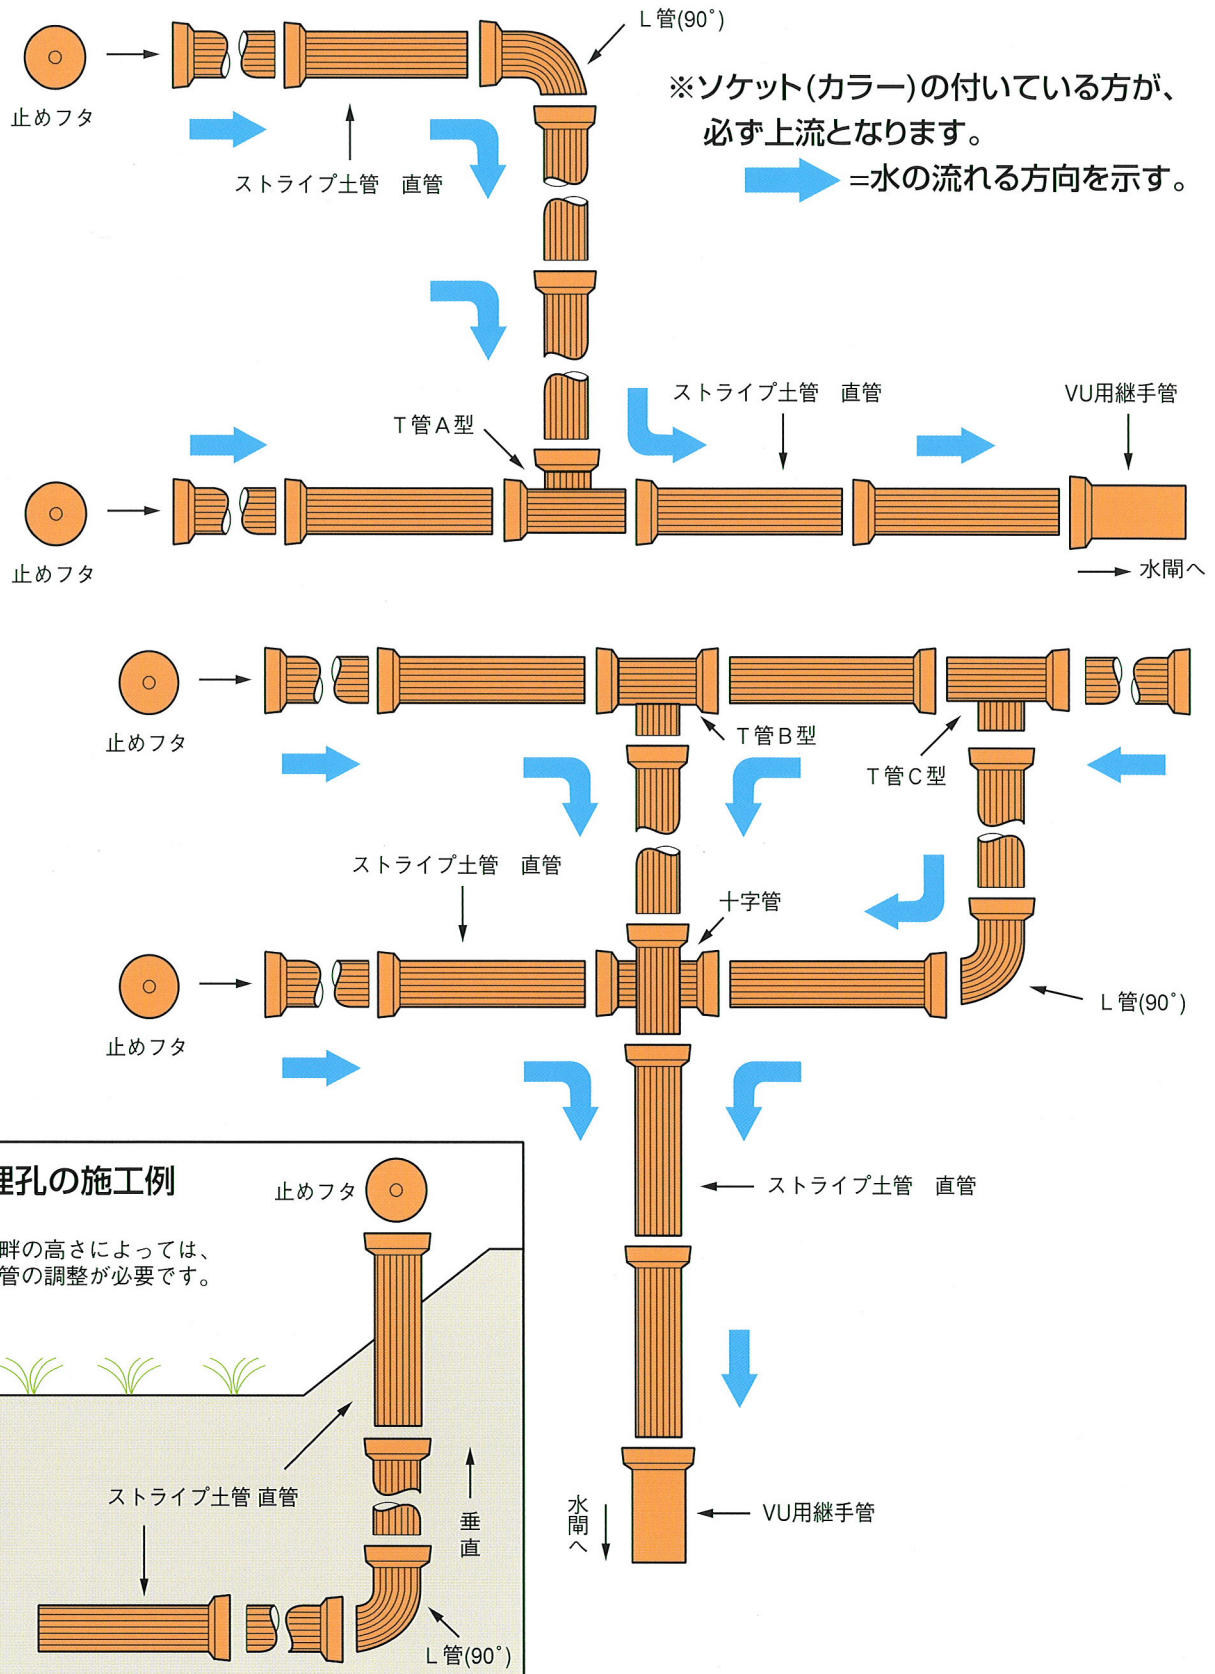 L管(90°)
止めフタ
※ソケット(カラー)の付いている方が、
必ず上流となります。
=水の流れる方向を示す。
ストライプ土管　直管
ストライプ土管　直管
VU用継手管
T管A型
止めフタ
水閘へ
止めフタ
T管B型
T管C型
ストライプ土管　直管
十字管
L管(90°)
止めフタ
理孔の施工例
止めフタ
畔の高さによっては、
管の調整が必要です。
ストライプ土管　直管
ストライプ土管 直管
垂直
水閘へ
VU用継手管
L管(90°)